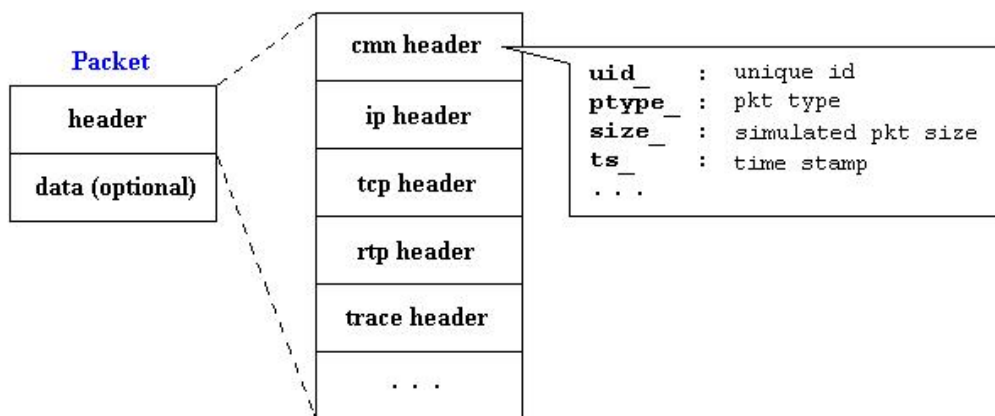 Packet
header
data (optional)
cmn header
ip header
tcp header
rtp header
trace header
. . .
uid_ : unique id
ptype_ : pkt type
size_ : simulated pkt size
ts_ : time stamp
. . .